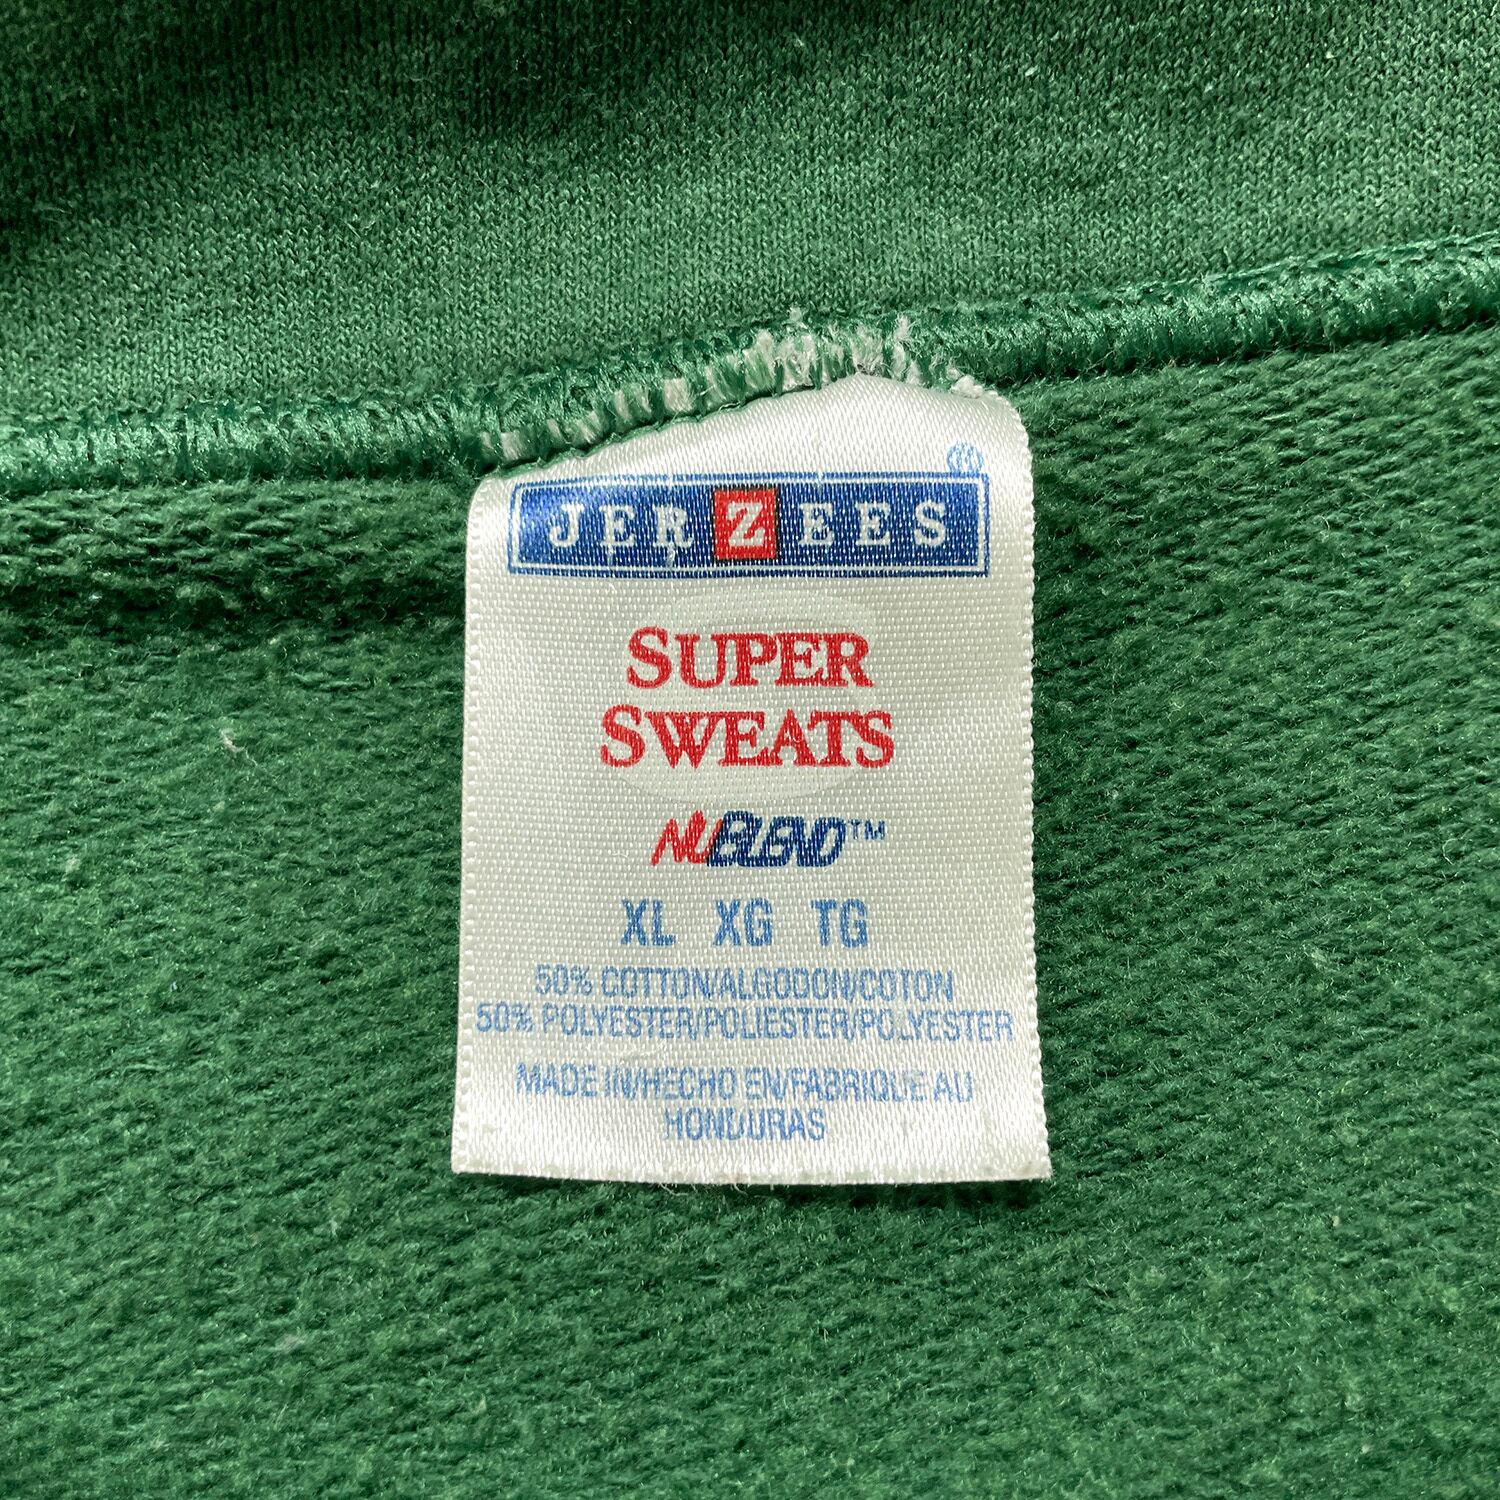 JERZEES®
SUPER
SWEATS
NUBLEND™
XL XG TG
50% COTTON/ALGODON/COTON
50% POLYESTER/POLIESTER/POLYESTER
MADE IN/HECHO EN/FABRIQUE AU
HONDURAS